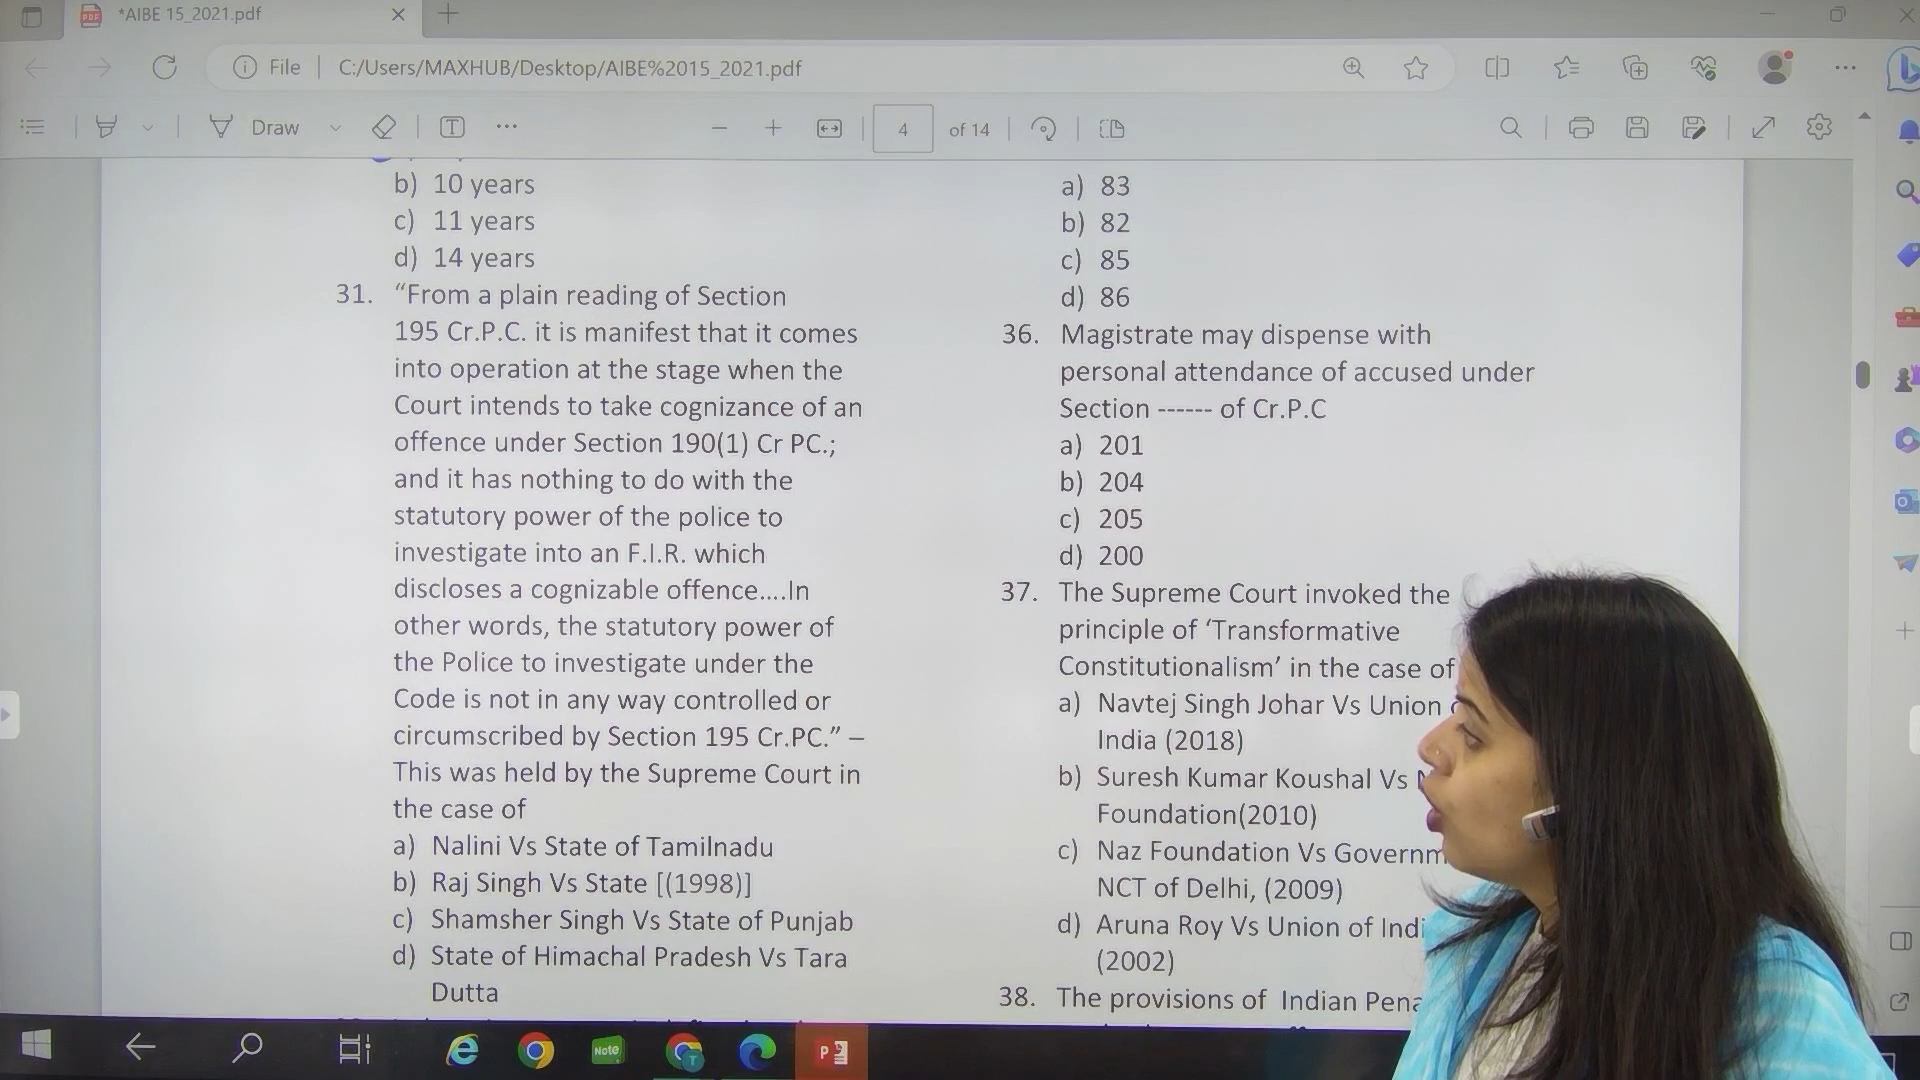 *AIBE 15_2021.pdf
File
C:/Users/MAXHUB/Desktop/AIBE%2015_2021.pdf
Draw
4
of 14
b) 10 years
c) 11 years
d) 14 years
31. “From a plain reading of Section
195 Cr.P.C. it is manifest that it comes
into operation at the stage when the
Court intends to take cognizance of an
offence under Section 190(1) Cr PC.;
and it has nothing to do with the
statutory power of the police to
investigate into an F.I.R. which
discloses a cognizable offence....In
other words, the statutory power of
the Police to investigate under the
Code is not in any way controlled or
circumscribed by Section 195 Cr.PC.” –
This was held by the Supreme Court in
the case of
a) Nalini Vs State of Tamilnadu
b) Raj Singh Vs State [(1998)]
c) Shamsher Singh Vs State of Punjab
d) State of Himachal Pradesh Vs Tara
Dutta
a) 83
b) 82
c) 85
d) 86
36. Magistrate may dispense with
personal attendance of accused under
Section ------ of Cr.P.C
a) 201
b) 204
c) 205
d) 200
37. The Supreme Court invoked the
principle of ‘Transformative
Constitutionalism’ in the case of
a) Navtej Singh Johar Vs Union
India (2018)
b) Suresh Kumar Koushal Vs
Foundation(2010)
c) Naz Foundation Vs
NCT of Delhi, (2009)
d) Aruna Roy Vs Union of
(2002)
38. The provisions of Indian
Note